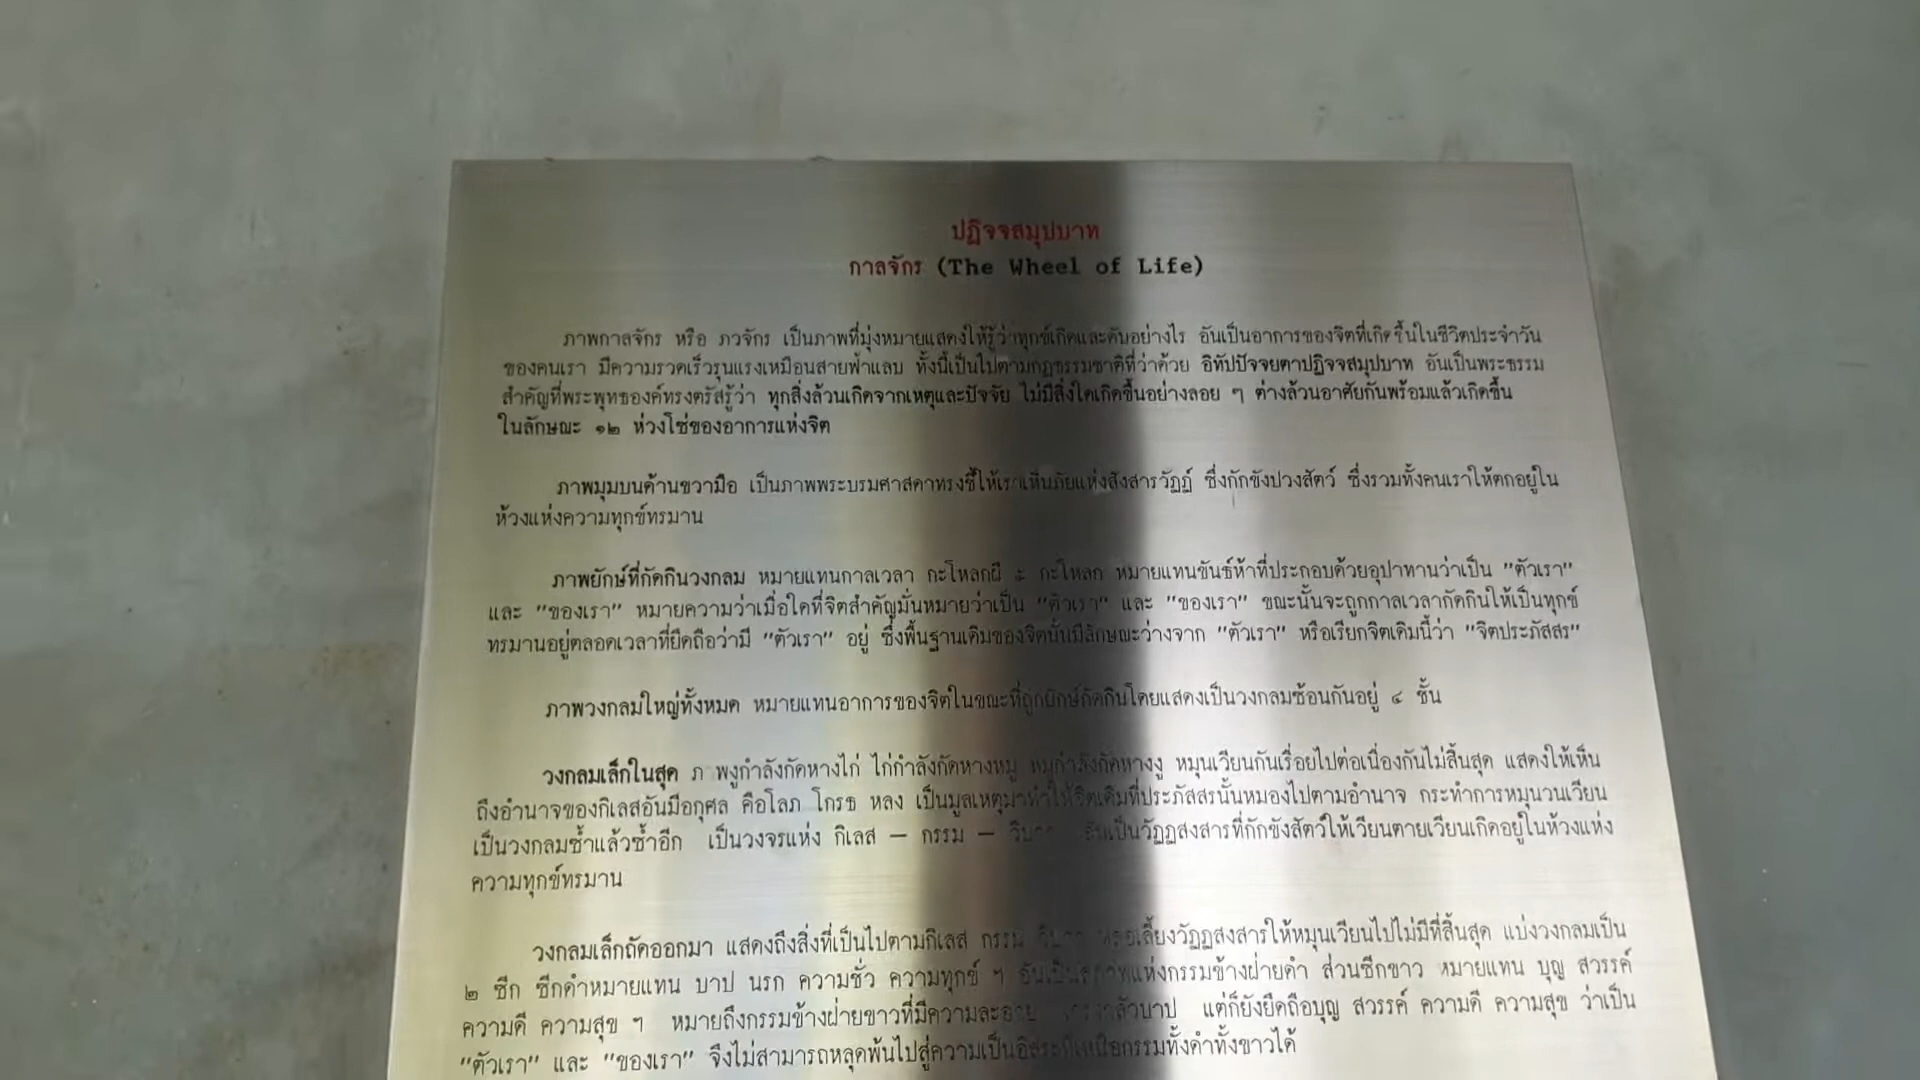 ปฏิจจสมุปบาท
กาลจักร (The Wheel of Life)
ภาพกาลจักร หรือ ภวจักร เป็นภาพที่มุ่งหมายแสดงให้รู้ว่าทุกข์เกิดและดับอย่างไร อันเป็นอาการของจิตที่เกิดขึ้นในชีวิตประจำวัน
ของคนเรา มีความรวดเร็วรุนแรงเหมือนสายฟ้าแลบ ทั้งนี้เป็นไปตามกฎธรรมชาติที่ว่าด้วย อิทัปปัจจยตาปฏิจจสมุปบาท อันเป็นพระธรรม
สำคัญที่พระพุทธองค์ทรงตรัสรู้ว่า ทุกสิ่งล้วนเกิดจากเหตุและปัจจัย ไม่มีสิ่งใดเกิดขึ้นอย่างลอย ๆ ต่างล้วนอาศัยกันพร้อมแล้วเกิดขึ้น
ในลักษณะ ๑๒ ห่วงโซ่ของอาการแห่งจิต
ภาพมุมบนด้านขวามือ เป็นภาพพระบรมศาสดาทรงชี้ให้เราเห็นภัยแห่งสังสารวัฏฏ์ ซึ่งกักขังปวงสัตว์ ซึ่งรวมทั้งคนเราให้ตกอยู่ใน
ห้วงแห่งความทุกข์ทรมาน
ภาพยักษ์ที่กัดกินวงกลม หมายแทนกาลเวลา กะโหลกผี ๕ กะโหลก หมายแทนขันธ์ห้าที่ประกอบด้วยอุปาทานว่าเป็น "ตัวเรา"
และ "ของเรา" หมายความว่าเมื่อใดที่จิตสำคัญมั่นหมายว่าเป็น "ตัวเรา" และ "ของเรา" ขณะนั้นจะถูกกาลเวลากัดกินให้เป็นทุกข์
ทรมานอยู่ตลอดเวลาที่ยึดถือว่ามี "ตัวเรา" อยู่ ซึ่งพื้นฐานเดิมของจิตนั้นมีลักษณะว่างจาก "ตัวเรา" หรือเรียกจิตเดิมนี้ว่า "จิตประภัสสร"
ภาพวงกลมใหญ่ทั้งหมด หมายแทนอาการของจิตในขณะที่ถูกยักษ์กัดกินโดยแสดงเป็นวงกลมซ้อนกันอยู่ ๔ ชั้น
วงกลมเล็กในสุด ภ พงูกำลังกัดหางไก่ ไก่กำลังกัดหางหมู หมูกำลังกัดหางงู หมุนเวียนกันเรื่อยไปต่อเนื่องกันไม่สิ้นสุด แสดงให้เห็น
ถึงอำนาจของกิเลสอันมีอกุศล คือโลภ โกรธ หลง เป็นมูลเหตุมาทำให้จิตเดิมที่ประภัสสรนั้นหมองไปตามอำนาจ กระทำการหมุนวนเวียน
เป็นวงกลมซ้ำแล้วซ้ำอีก เป็นวงจรแห่ง กิเลส – กรรม – วิบาก อันเป็นวัฏฏสงสารที่กักขังสัตว์ให้เวียนตายเวียนเกิดอยู่ในห้วงแห่ง
ความทุกข์ทรมาน
วงกลมเล็กถัดออกมา แสดงถึงสิ่งที่เป็นไปตามกิเลส กรรม วิบาก หล่อเลี้ยงวัฏฏสงสารให้หมุนเวียนไปไม่มีที่สิ้นสุด แบ่งวงกลมเป็น
๒ ซีก ซีกดำหมายแทน บาป นรก ความชั่ว ความทุกข์ ฯ อันเป็นสภาพแห่งกรรมข้างฝ่ายดำ ส่วนซีกขาว หมายแทน บุญ สวรรค์
ความดี ความสุข ฯ หมายถึงกรรมข้างฝ่ายขาวที่มีความละอาย เกรงกลัวบาป แต่ก็ยังยึดถือบุญ สวรรค์ ความดี ความสุข ว่าเป็น
"ตัวเรา" และ "ของเรา" จึงไม่สามารถหลุดพ้นไปสู่ความเป็นอิสระที่เหนือกรรมทั้งดำทั้งขาวได้